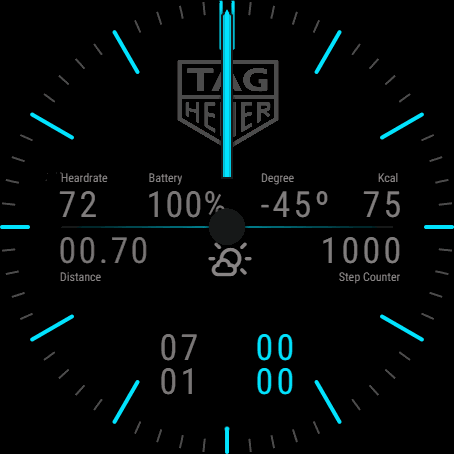 TAG
HEUER
Heardrate Battery Degree Kcal
72 100% -45º 75
00.70 1000
Distance Step Counter
07 00
01 00